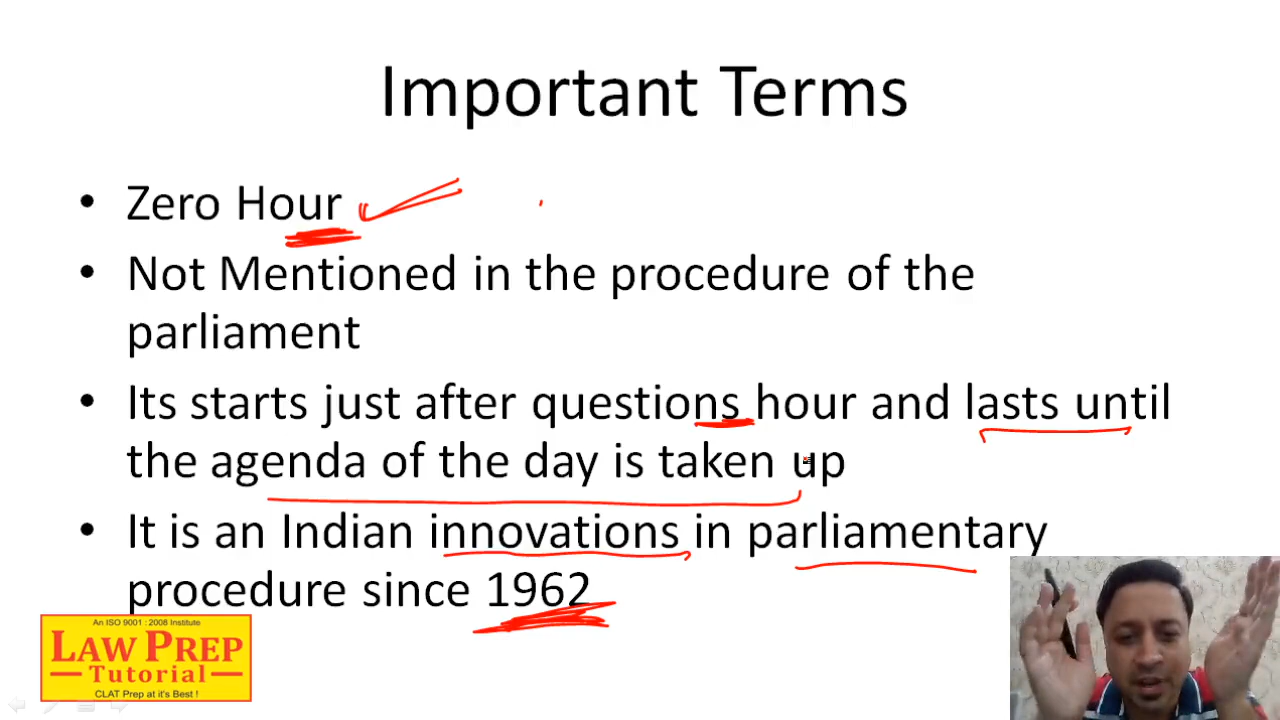 Important Terms
• Zero Hour
• Not Mentioned in the procedure of the
parliament
• Its starts just after questions hour and lasts until
the agenda of the day is taken up
• It is an Indian innovations in parliamentary
procedure since 1962
An ISO 9001 : 2008 Institute
LAW PREP
Tutorial
CLAT Prep at it's Best !